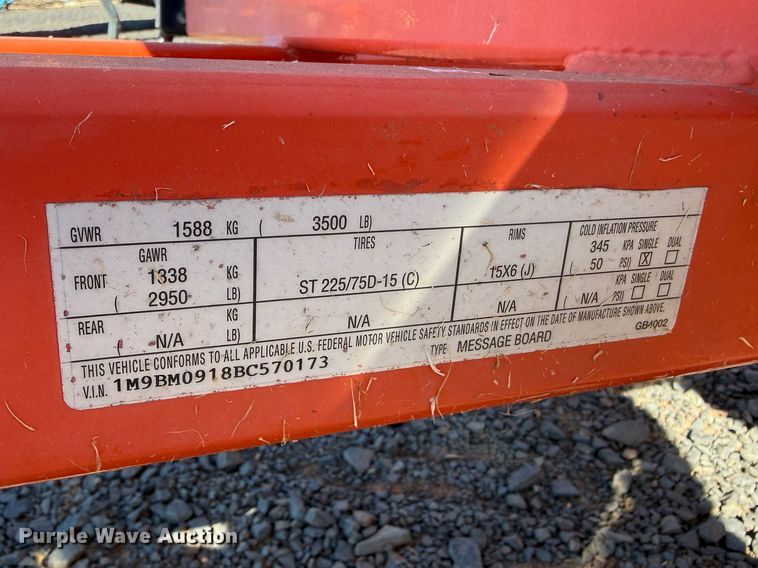 GVWR 1588 KG ( 3500 LB)
GAWR TIRES RIMS COLD INFLATION PRESSURE
FRONT 1338 KG ST 225/75D-15 (C) 15X6 (J) 345 KPA SINGLE DUAL
( 2950 LB) ( 50 PSI) X
REAR N/A KG N/A N/A KPA SINGLE DUAL
( LB) ( N/A PSI)
THIS VEHICLE CONFORMS TO ALL APPLICABLE U.S. FEDERAL MOTOR VEHICLE SAFETY STANDARDS IN EFFECT ON THE DATE OF MANUFACTURE SHOWN ABOVE.
V.I.N. 1M9BM0918BC570173 TYPE MESSAGE BOARD GB4002
Purple Wave Auction